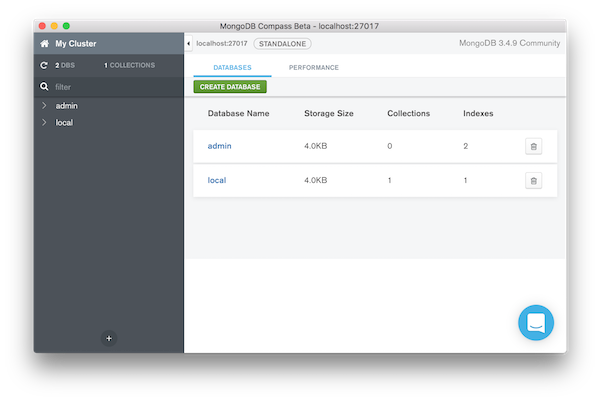 MongoDB Compass Beta - localhost:27017
My Cluster
localhost:27017 STANDALONE MongoDB 3.4.9 Community
2 DBS 1 COLLECTIONS
DATABASES PERFORMANCE
filter
CREATE DATABASE
admin
local
Database Name Storage Size Collections Indexes
admin 4.0KB 0 2
local 4.0KB 1 1